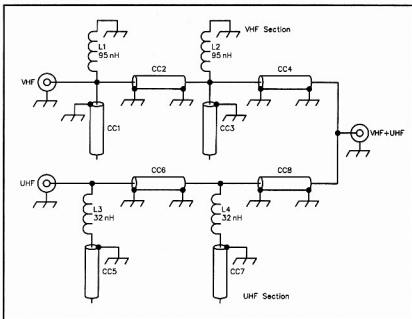 L1
95 nH
L2
95 nH
VHF Section
VHF
CC2
CC4
CC1
CC3
VHF+UHF
UHF
CC6
CC8
L3
32 nH
L4
32 nH
CC5
CC7
UHF Section